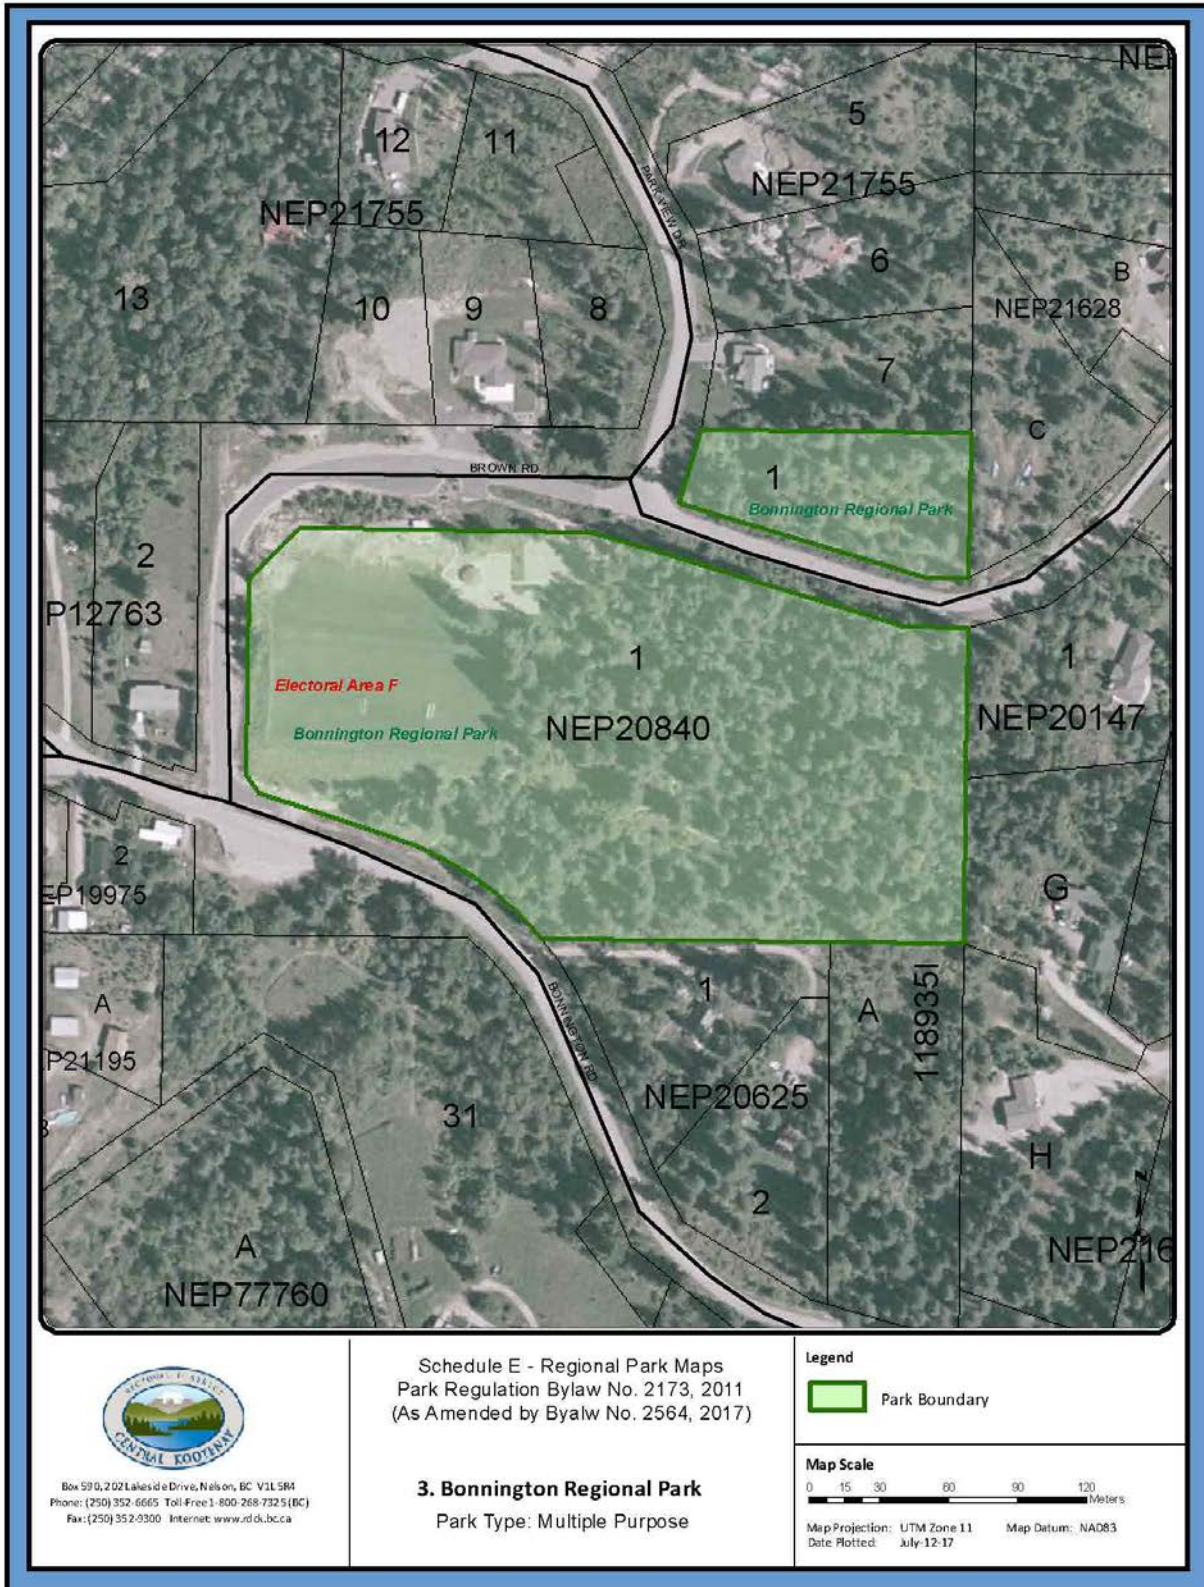 NE
5
12
11
NEP21755
PARK VIEW DR
NEP21755
6
B
13
10
9
8
NEP21628
7
C
BROWN RD
1
Bonnington Regional Park
2
P12763
1
1
Electoral Area F
Bonnington Regional Park
NEP20840
NEP20147
2
EP19975
G
1
A
118935I
A
P21195
BONNINGTON RD
NEP20625
31
H
2
A
NEP216
NEP77760
REGIONAL DISTRICT
CENTRAL KOOTENAY
Box 590, 202 Lakeside Drive, Nelson, BC V1L 5R4
Phone: (250) 352-6665 Toll-Free 1-800-268-7325 (BC)
Fax: (250) 352-9300 Internet: www.rdck.bc.ca
Schedule E - Regional Park Maps
Park Regulation Bylaw No. 2173, 2011
(As Amended by Byalw No. 2564, 2017)
3. Bonnington Regional Park
Park Type: Multiple Purpose
Legend
Park Boundary
Map Scale
0 15 30 60 90 120
Meters
Map Projection: UTM Zone 11 Map Datum: NAD83
Date Plotted: July-12-17